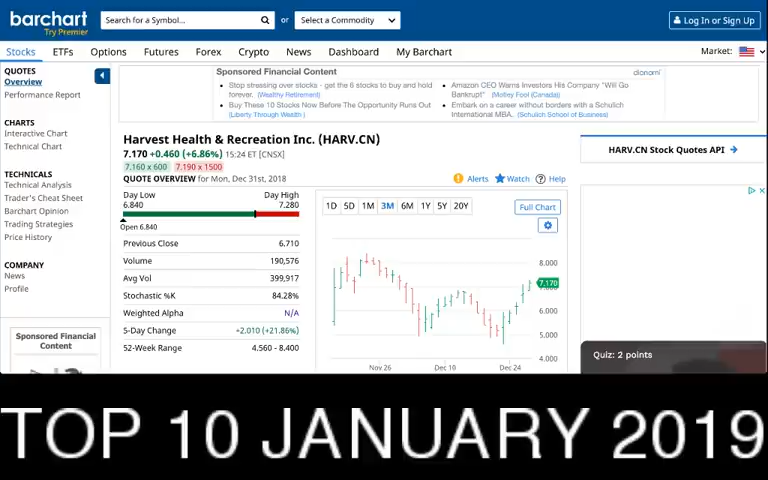 barchart
Try Premier
Search for a Symbol...
or
Select a Commodity
Log In or Sign Up
Stocks ETFs Options Futures Forex Crypto News Dashboard My Barchart
Market:
QUOTES
Overview
Performance Report
CHARTS
Interactive Chart
Technical Chart
TECHNICALS
Technical Analysis
Trader's Cheat Sheet
Barchart Opinion
Trading Strategies
Price History
COMPANY
News
Profile
Sponsored Financial
Content
Sponsored Financial Content
dianomi
Stop stressing over stocks - get the 6 stocks to buy and hold
forever. (Wealthy Retirement)
Buy These 10 Stocks Now Before The Opportunity Runs Out
(Liberty Through Wealth)
Amazon CEO Warns Investors His Company "Will Go
Bankrupt" (Motley Fool (Canada))
Embark on a career without borders with a Schulich
International MBA. (Schulich School of Business)
Harvest Health & Recreation Inc. (HARV.CN)
7.170 +0.460 (+6.86%) 15:24 ET [CNSX]
7.160 x 600 7.190 x 1500
QUOTE OVERVIEW for Mon, Dec 31st, 2018
Alerts Watch Help
Day Low Day High
6.840 7.280
Open 6.840
Previous Close 6.710
Volume 190,576
Avg Vol 399,917
Stochastic %K 84.28%
Weighted Alpha N/A
5-Day Change +2.010 (+21.86%)
52-Week Range 4.560 - 8.400
1D 5D 1M 3M 6M 1Y 5Y 20Y
Full Chart
8.000
7.170
6.000
5.000
4.000
Nov 26 Dec 10 Dec 24
HARV.CN Stock Quotes API
Quiz: 2 points
TOP 10 JANUARY 2019